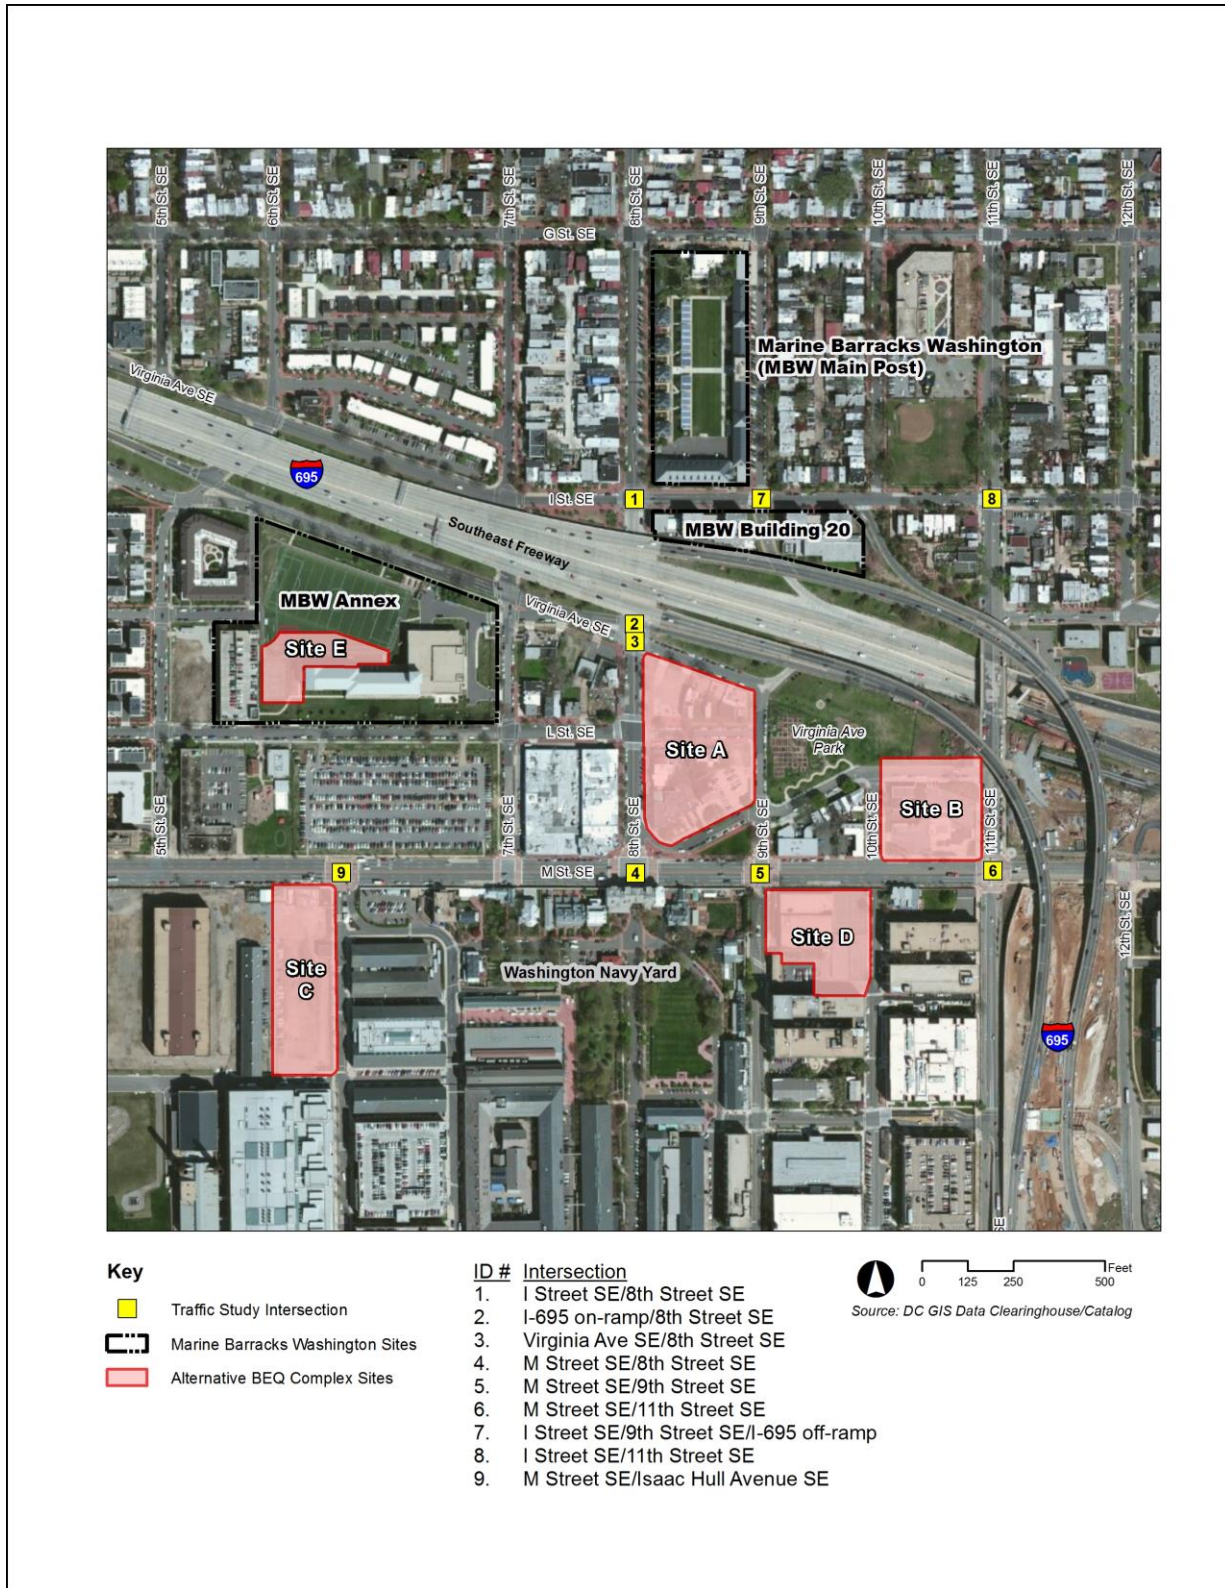 5th St. SE
6th St. SE
7th St. SE
8th St. SE
9th St. SE
10th St. SE
11th St. SE
12th St. SE
G St. SE
Marine Barracks Washington
(MBW Main Post)
Virginia Ave SE
695
I St. SE
1
7
8
Southeast Freeway
MBW Building 20
MBW Annex
Virginia Ave SE
2
3
Site E
L St. SE
Site A
Virginia Ave
Park
Site B
5th St. SE
7th St. SE
8th St. SE
9th St. SE
10th St. SE
11th St. SE
9
M St. SE
4
5
6
12th St. SE
Site
C
Washington Navy Yard
Site D
695
SE
Key
Traffic Study Intersection
Marine Barracks Washington Sites
Alternative BEQ Complex Sites
ID # Intersection
1. I Street SE/8th Street SE
2. I-695 on-ramp/8th Street SE
3. Virginia Ave SE/8th Street SE
4. M Street SE/8th Street SE
5. M Street SE/9th Street SE
6. M Street SE/11th Street SE
7. I Street SE/9th Street SE/I-695 off-ramp
8. I Street SE/11th Street SE
9. M Street SE/Isaac Hull Avenue SE
Feet
0 125 250 500
Source: DC GIS Data Clearinghouse/Catalog